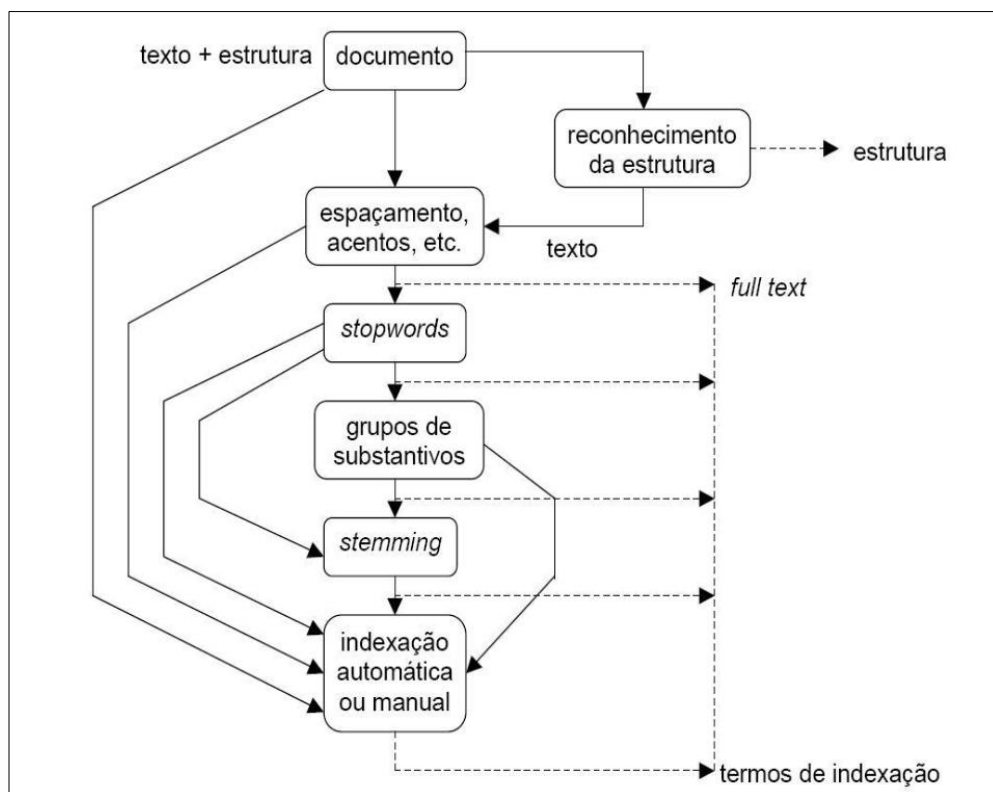 texto + estrutura
documento
reconhecimento
da estrutura
estrutura
espaçamento,
acentos, etc.
texto
full text
stopwords
grupos de
substantivos
stemming
indexação
automática
ou manual
termos de indexação